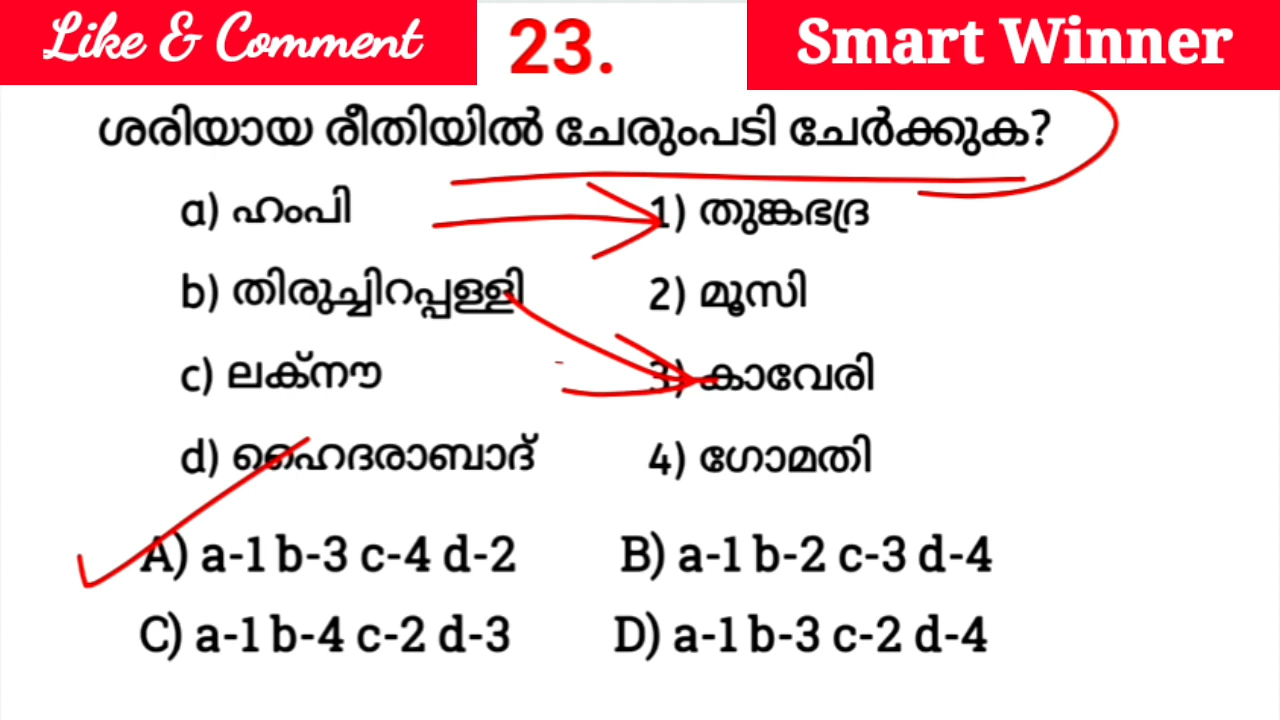 Like & Comment
23.
Smart Winner
ശരിയായ രീതിയിൽ ചേരുംപടി ചേർക്കുക?
a) ഹംപി
1) തുങ്കഭദ്ര
b) തിരുച്ചിറപ്പള്ളി
2) മൂസി
c) ലക്നൗ
3) കാവേരി
d) ഹൈദരാബാദ്
4) ഗോമതി
A) a-1 b-3 c-4 d-2
B) a-1 b-2 c-3 d-4
C) a-1 b-4 c-2 d-3
D) a-1 b-3 c-2 d-4